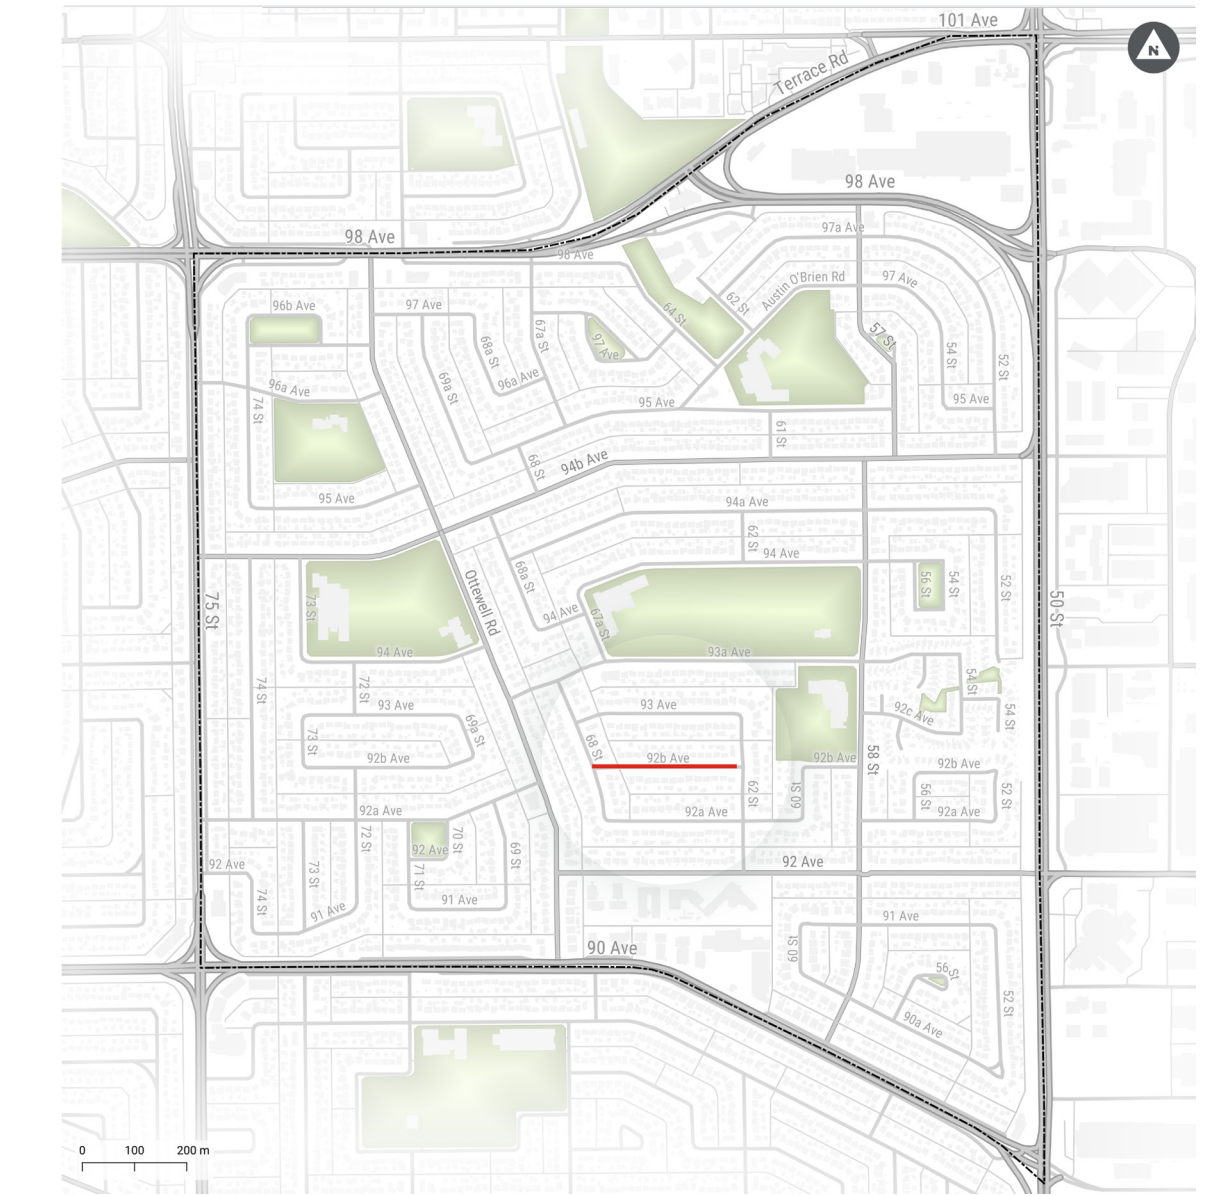 101 Ave
N
Terrace Rd
98 Ave
97a Ave
98 Ave
98 Ave
Austin O'Brien Rd
97 Ave
62 St
96b Ave
97 Ave
64 St
67a St
68a St
97 Ave
57 St
54 St
52 St
96a Ave
96a Ave
69a St
74 St
95 Ave
95 Ave
61 St
94b Ave
68 St
95 Ave
94a Ave
62 St
94 Ave
68a St
Ottewell Rd
56 St
54 St
52 St
75 St
73 St
94 Ave
67a St
50 St
94 Ave
93a Ave
74 St
72 St
54 St
93 Ave
93 Ave
92c Ave
54 St
69a St
73 St
68 St
92b Ave
92b Ave
92b Ave
58 St
92b Ave
62 St
60 St
56 St
52 St
92a Ave
92a Ave
92a Ave
72 St
70 St
92 Ave
69 St
92 Ave
92 Ave
73 St
71 St
74 St
91 Ave
91 Ave
91 Ave
90 Ave
60 St
56 St
52 St
90a Ave
0 100 200 m